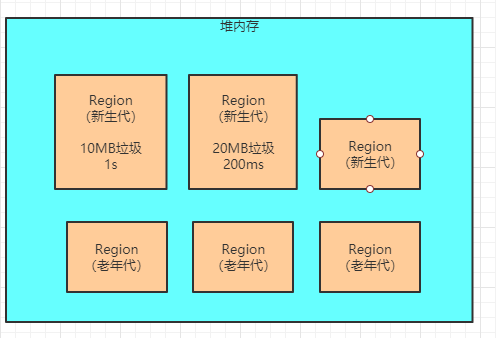 堆内存
Region
（新生代）
10MB垃圾
1s
Region
（新生代）
20MB垃圾
200ms
Region
（新生代）
Region
（老年代）
Region
（老年代）
Region
（老年代）